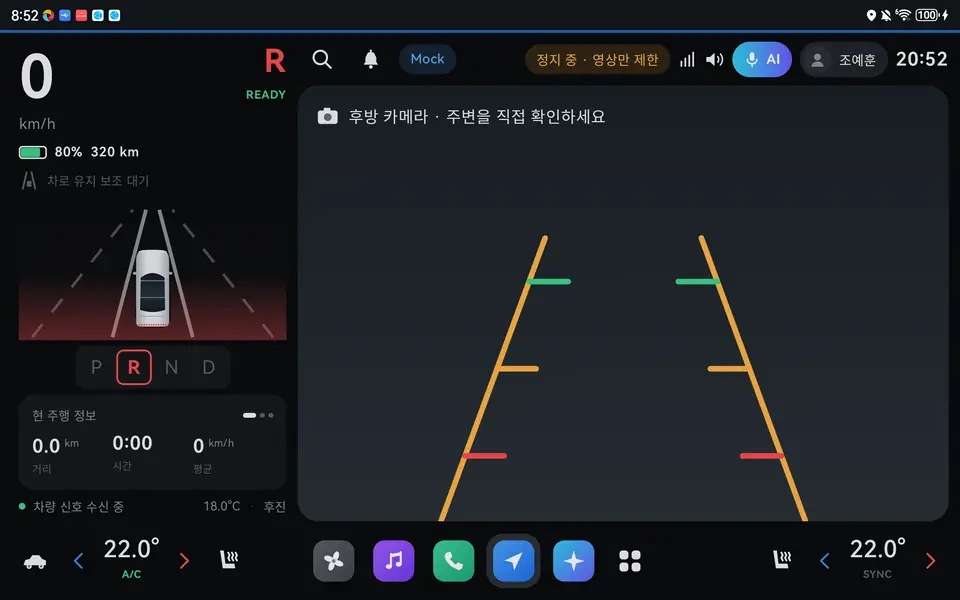 8:52
100
0
R
READY
km/h
80% 320 km
차로 유지 보조 대기
P R N D
현 주행 정보
0.0 km
거리
0:00
시간
0 km/h
평균
차량 신호 수신 중
18.0°C · 후진
Mock
정지 중 · 영상만 제한
AI
조예훈
20:52
후방 카메라 · 주변을 직접 확인하세요
22.0°
A/C
22.0°
SYNC